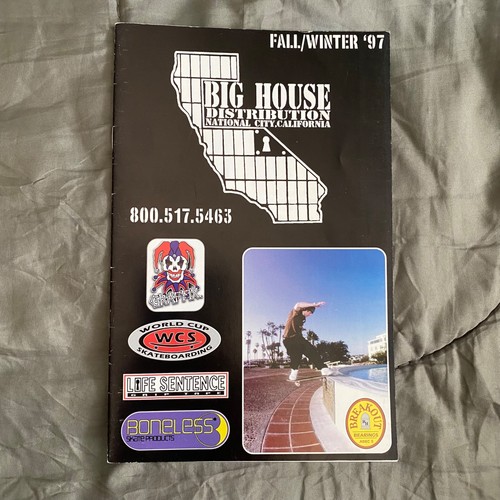 FALL/WINTER '97
BIG HOUSE
DISTRIBUTION
NATIONAL CITY, CALIFORNIA
800.517.5463
WORLD CUP
WCS
SKATEBOARDING
LIFE SENTENCE
GRIP TAPE
BONELESS
SKATE PRODUCTS
BREAKOUT
BEARINGS